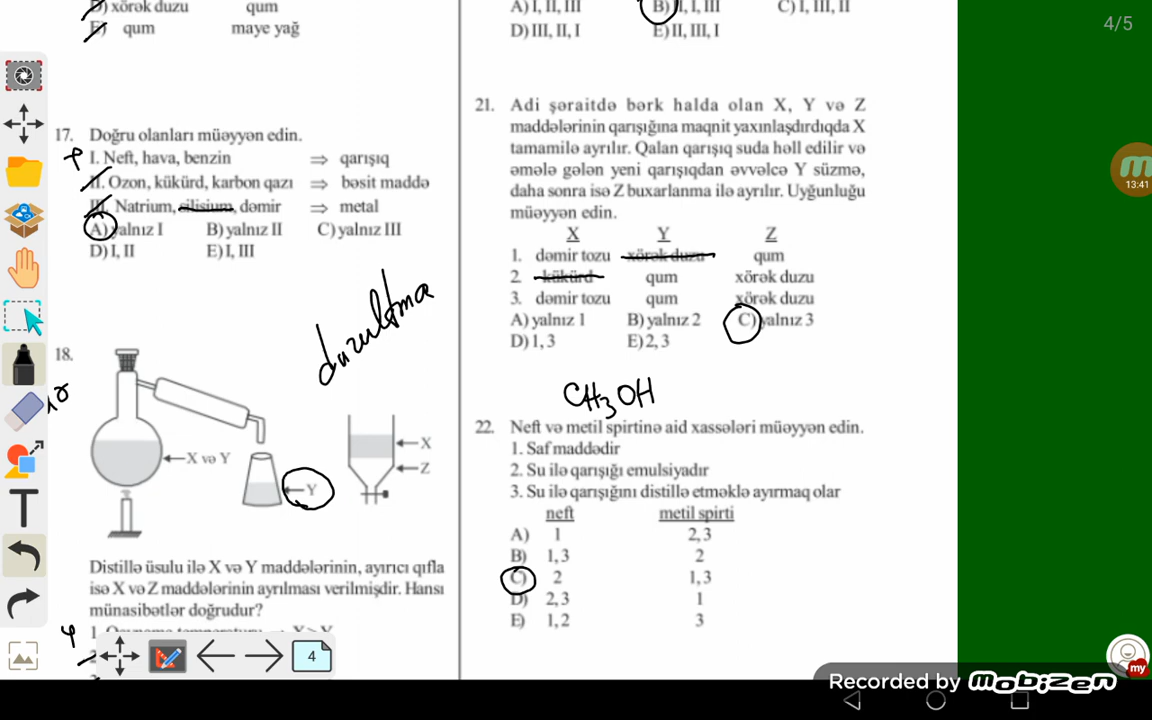 D) xörək duzu qum
E) qum maye yağ
17. Doğru olanları müəyyən edin.
I. Neft, hava, benzin ⇒ qarışıq
II. Ozon, kükürd, karbon qazı ⇒ bəsit maddə
III. Natrium, silisium, dəmir ⇒ metal
A) yalnız I B) yalnız II C) yalnız III
D) I, II E) I, III
duzultma
18.
X və Y
Y
X
Z
Distillə üsulu ilə X və Y maddələrinin, ayırıcı qıfla
isə X və Z maddələrinin ayrılması verilmişdir. Hansı
münasibətlər doğrudur?
A) I, II, III B) II, I, III C) I, III, II
D) III, II, I E) II, III, I
21. Adi şəraitdə bərk halda olan X, Y və Z
maddələrinin qarışığına maqnit yaxınlaşdırdıqda X
tamamilə ayrılır. Qalan qarışıq suda həll edilir və
əmələ gələn yeni qarışıqdan əvvəlcə Y süzmə,
daha sonra isə Z buxarlanma ilə ayrılır. Uyğunluğu
müəyyən edin.
X Y Z
1. dəmir tozu xörək duzu qum
2. kükürd qum xörək duzu
3. dəmir tozu qum xörək duzu
A) yalnız 1 B) yalnız 2 C) yalnız 3
D) 1, 3 E) 2, 3
CH3OH
22. Neft və metil spirtinə aid xassələri müəyyən edin.
1. Saf maddədir
2. Su ilə qarışığı emulsiyadır
3. Su ilə qarışığını distillə etməklə ayırmaq olar
neft metil spirti
A) 1 2,3
B) 1,3 2
C) 2 1,3
D) 2,3 1
E) 1,2 3
4/5
13:41
T
4
Recorded by mobizen
my